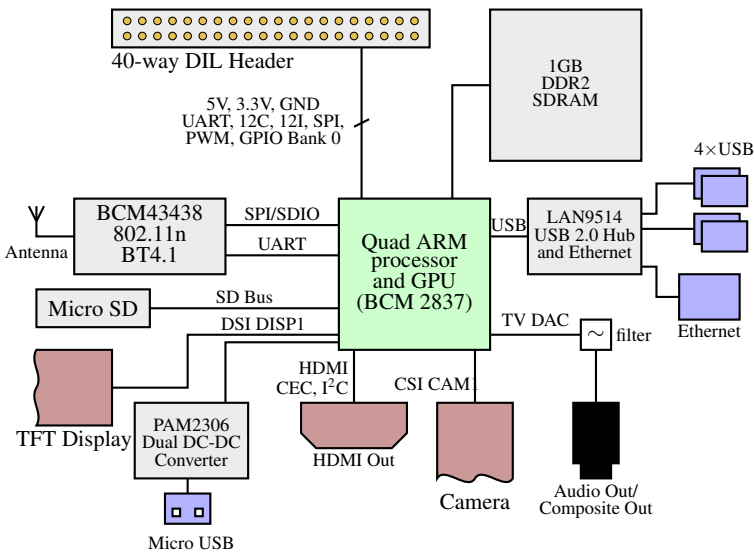 40-way DIL Header
5V, 3.3V, GND
UART, 12C, 12I, SPI,
PWM, GPIO Bank 0
1GB
DDR2
SDRAM
4×USB
BCM43438
802.11n
BT4.1
Antenna
SPI/SDIO
UART
Quad ARM
processor
and GPU
(BCM 2837)
USB
LAN9514
USB 2.0 Hub
and Ethernet
Ethernet
Micro SD
SD Bus
DSI DISP1
TV DAC
~
filter
TFT Display
PAM2306
Dual DC-DC
Converter
Micro USB
HDMI
CEC, I²C
HDMI Out
CSI CAM1
Camera
Audio Out/
Composite Out